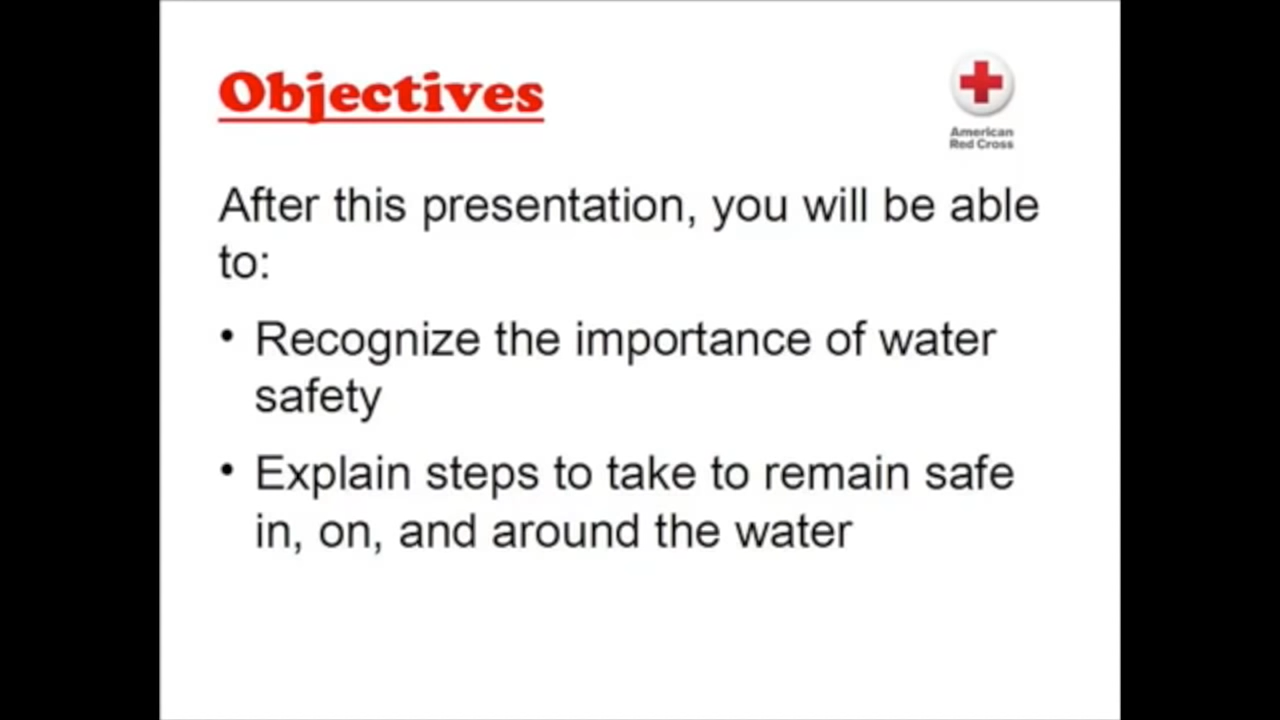 Objectives
American
Red Cross
After this presentation, you will be able
to:
• Recognize the importance of water
safety
• Explain steps to take to remain safe
in, on, and around the water